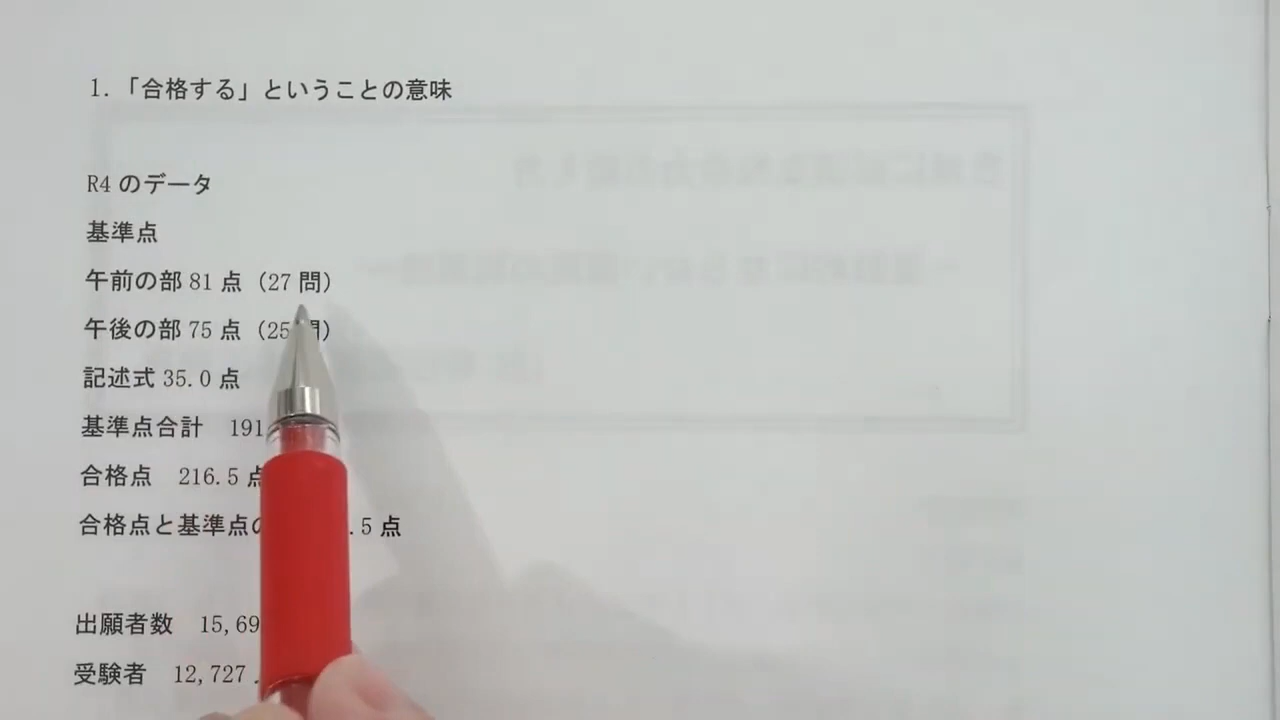 1.「合格する」ということの意味
R4 のデータ
基準点
午前の部 81 点（27 問）
午後の部 75 点（25 問）
記述式 35.0 点
基準点合計 191
合格点 216.5 点
合格点と基準点の .5 点
出願者数 15,69
受験者 12,727